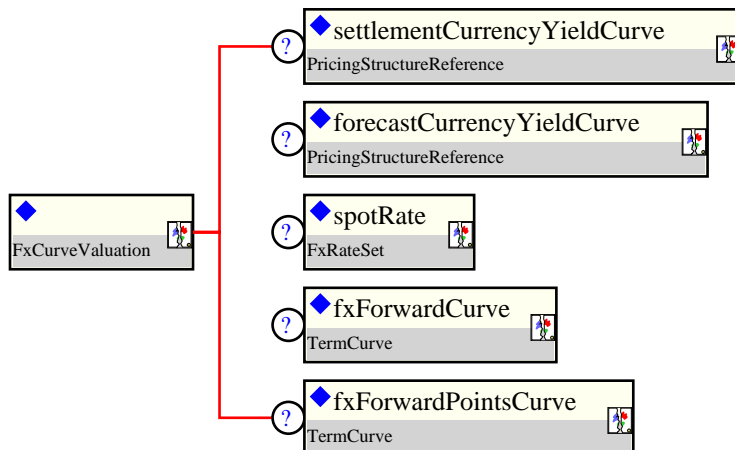 ? settlementCurrencyYieldCurve
PricingStructureReference
? forecastCurrencyYieldCurve
PricingStructureReference
FxCurveValuation
? spotRate
FxRateSet
? fxForwardCurve
TermCurve
? fxForwardPointsCurve
TermCurve